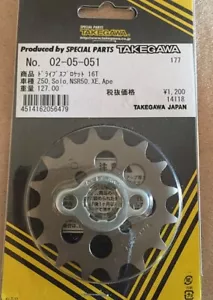 SPECIAL PARTS
TAKEGAWA
Produced by SPECIAL PARTS TAKEGAWA
No. 02-05-051
177
商品 ドライブスプロケット 16T
車種 Z50,Solo,NSR50,XE,Ape
重量 127.00
税抜価格 ¥1,200
14118
4514162056479
TAKEGAWA JAPAN